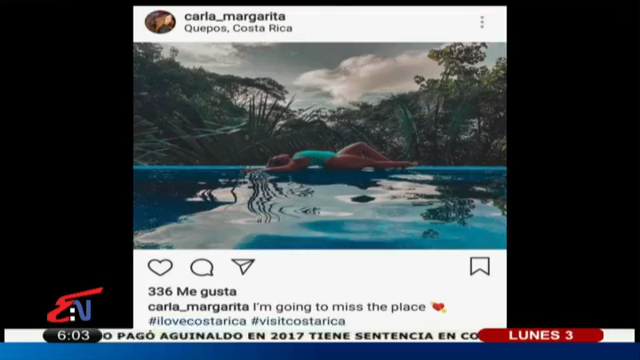 carla_margarita
Quepos, Costa Rica
336 Me gusta
carla_margarita I'm going to miss the place 💘
#ilovecostarica #visitcostarica
EN
6:03 O PAGÓ AGUINALDO EN 2017 TIENE SENTENCIA EN CO LUNES 3